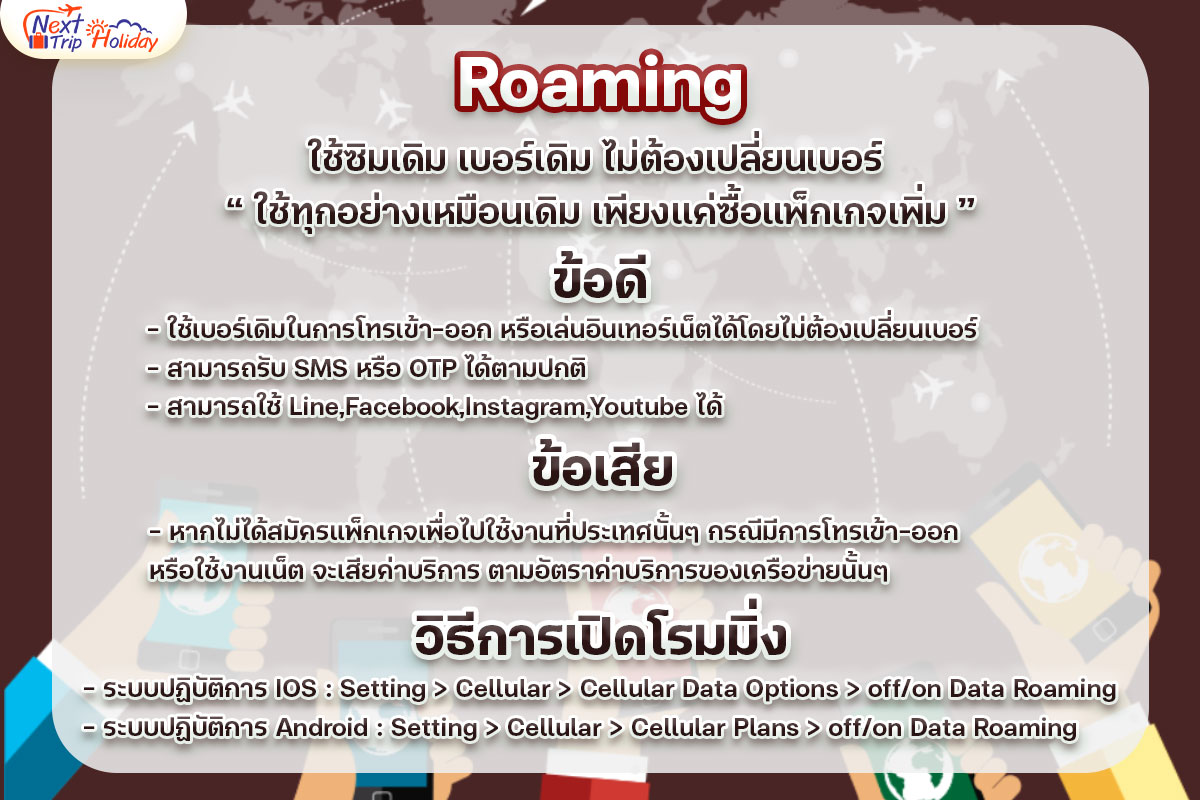 Next
Trip Holiday
Roaming
ใช้ซิมเดิม เบอร์เดิม ไม่ต้องเปลี่ยนเบอร์
“ ใช้ทุกอย่างเหมือนเดิม เพียงแค่ซื้อแพ็กเกจเพิ่ม ”
ข้อดี
- ใช้เบอร์เดิมในการโทรเข้า-ออก หรือเล่นอินเทอร์เน็ตได้โดยไม่ต้องเปลี่ยนเบอร์
- สามารถรับ SMS หรือ OTP ได้ตามปกติ
- สามารถใช้ Line,Facebook,Instagram,Youtube ได้
ข้อเสีย
- หากไม่ได้สมัครแพ็กเกจเพื่อไปใช้งานที่ประเทศนั้นๆ กรณีมีการโทรเข้า-ออก
หรือใช้งานเน็ต จะเสียค่าบริการ ตามอัตราค่าบริการของเครือข่ายนั้นๆ
วิธีการเปิดโรมมิ่ง
- ระบบปฏิบัติการ IOS : Setting > Cellular > Cellular Data Options > off/on Data Roaming
- ระบบปฏิบัติการ Android : Setting > Cellular > Cellular Plans > off/on Data Roaming